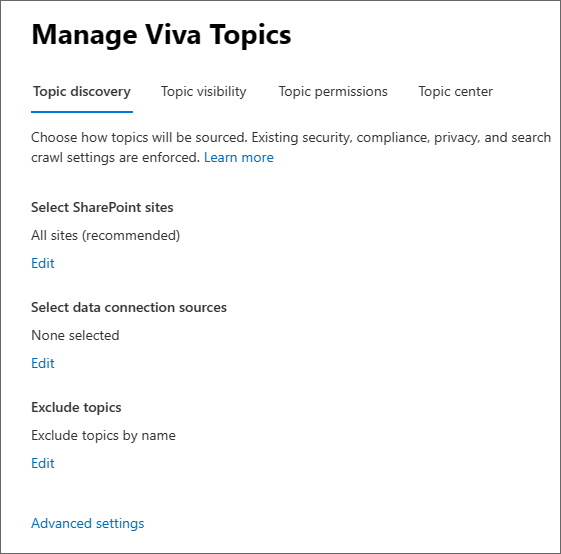 Manage Viva Topics
Topic discovery Topic visibility Topic permissions Topic center
Choose how topics will be sourced. Existing security, compliance, privacy, and search
crawl settings are enforced. Learn more
Select SharePoint sites
All sites (recommended)
Edit
Select data connection sources
None selected
Edit
Exclude topics
Exclude topics by name
Edit
Advanced settings